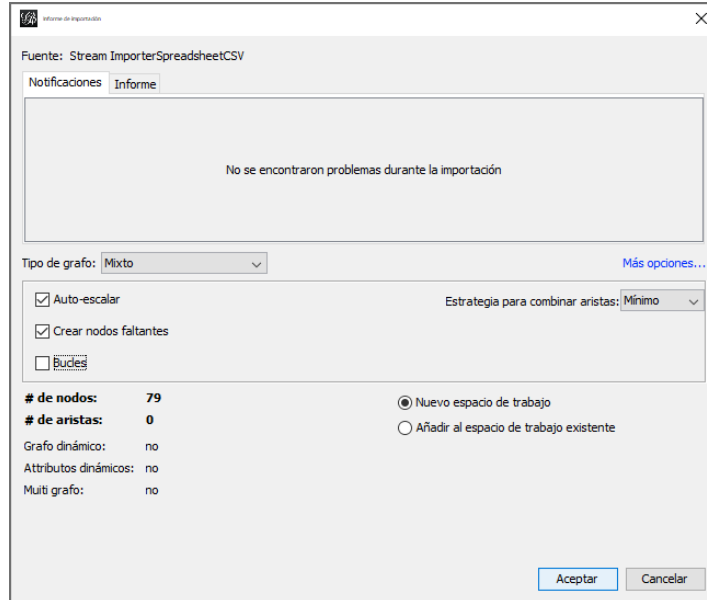 Informe de importación
Fuente: Stream ImporterSpreadsheetCSV
Notificaciones Informe
No se encontraron problemas durante la importación
Tipo de grafo: Mixto Más opciones...
Auto-escalar Estrategia para combinar aristas: Mínimo
Crear nodos faltantes
Bucles
# de nodos: 79 Nuevo espacio de trabajo
# de aristas: 0 Añadir al espacio de trabajo existente
Grafo dinámico: no
Attributos dinámicos: no
Muiti grafo: no
Aceptar Cancelar